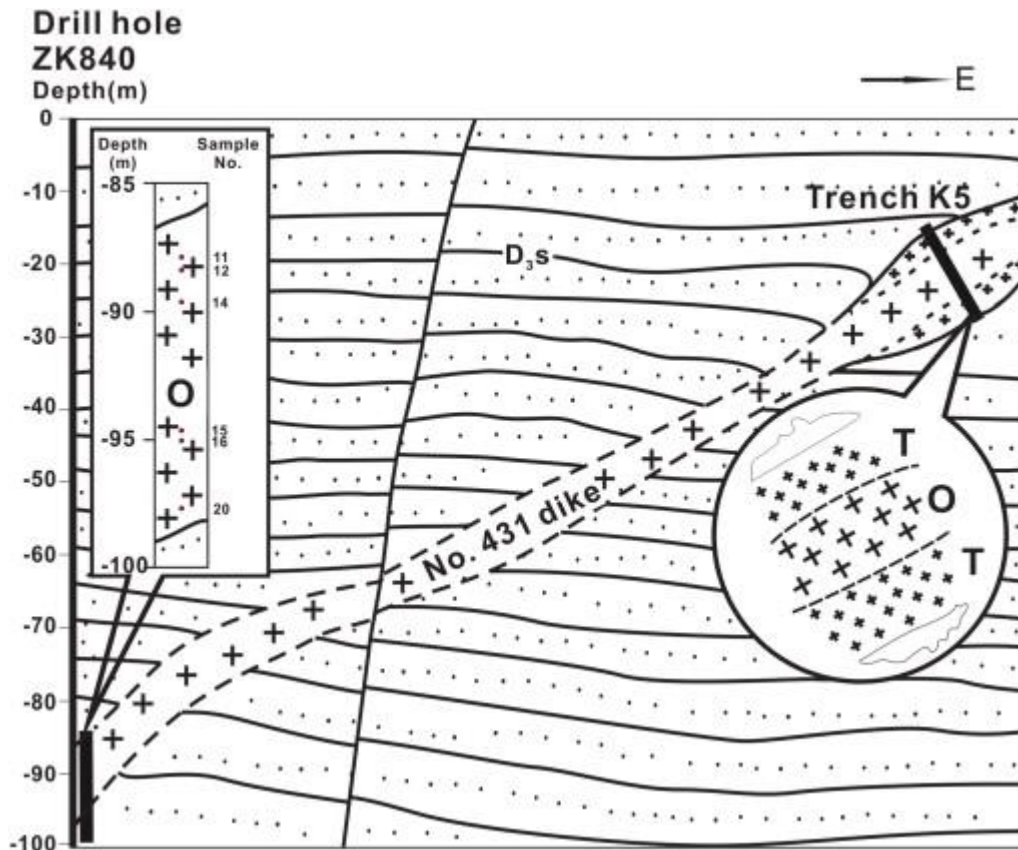 Drill hole
ZK840
Depth(m)
E
0
-10
-20
-30
-40
-50
-60
-70
-80
-90
-100
Depth
(m)
Sample
No.
-85
-90
-95
-100
11
12
14
15
16
20
O
Trench K5
D₃s
No. 431 dike
T
O
T